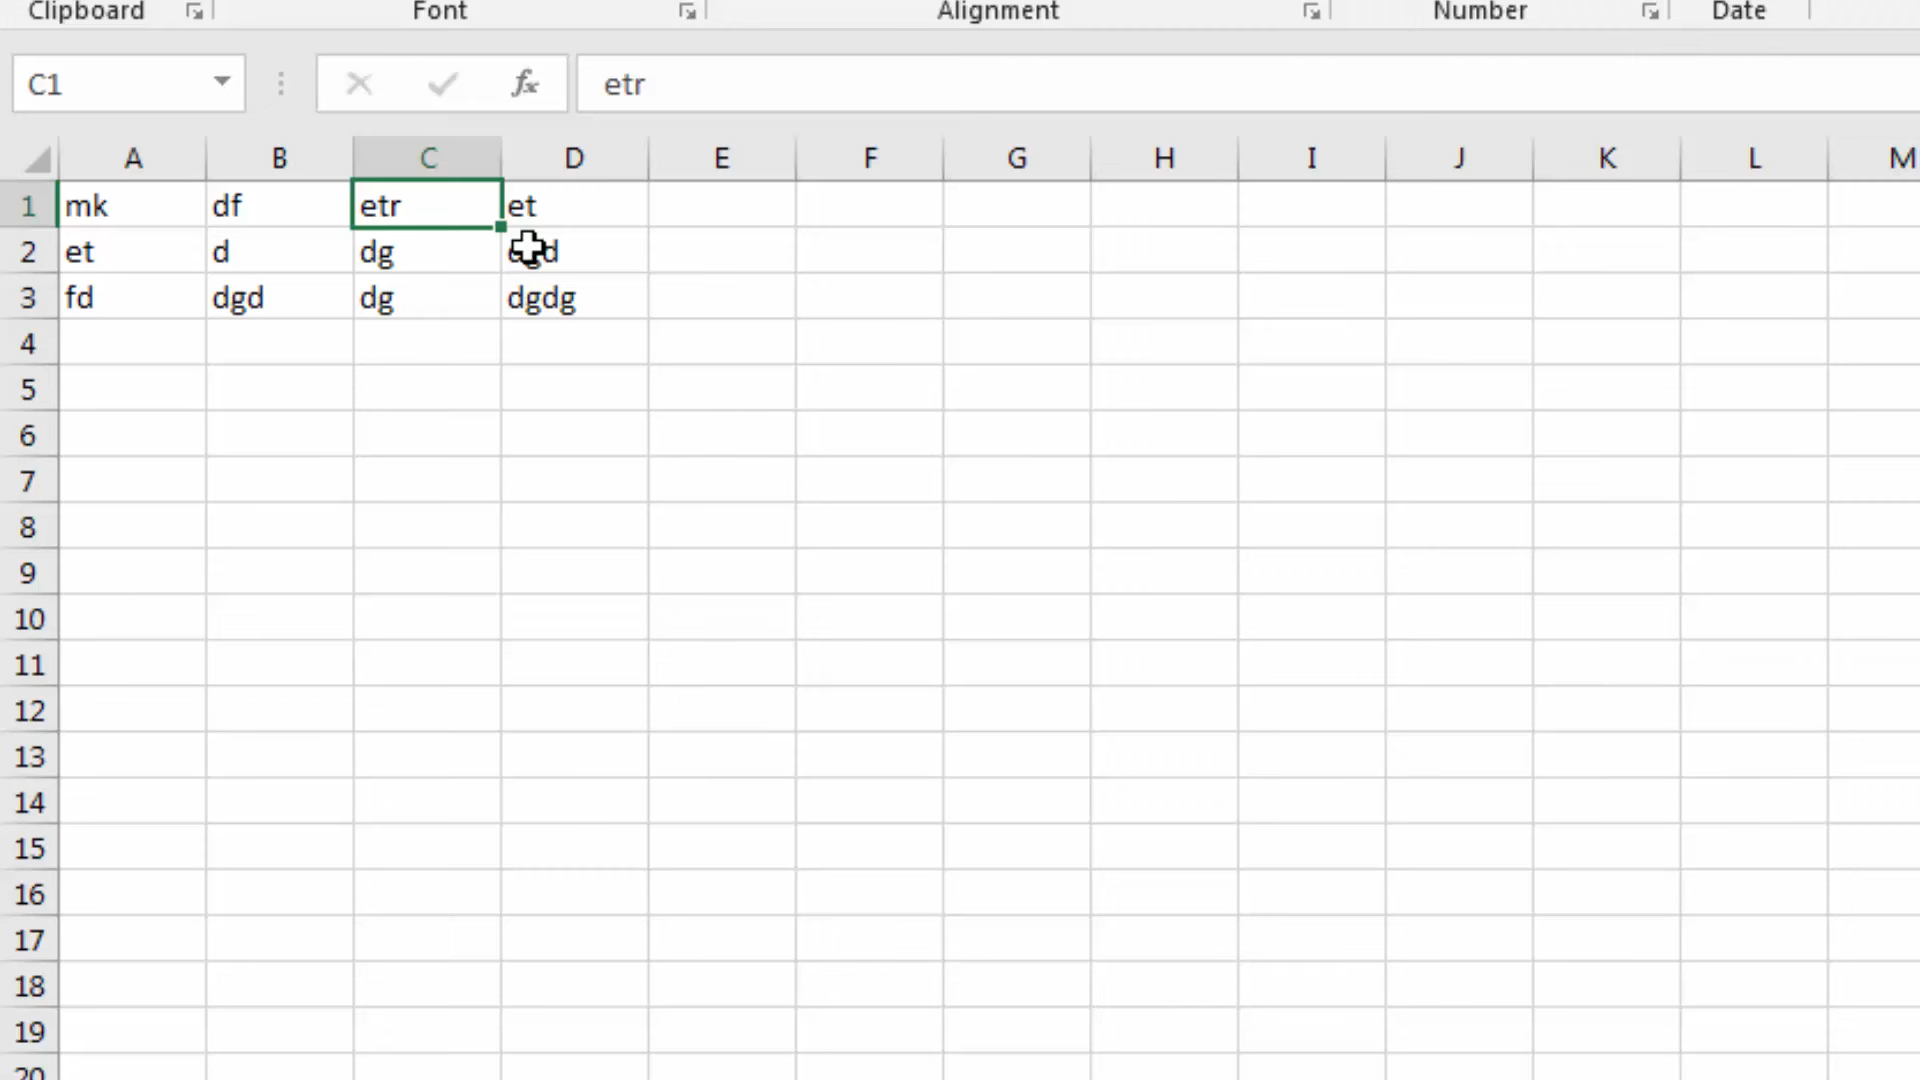 Clipboard Font Alignment Number Date
C1 fx etr
A B C D E F G H I J K L M
1 mk df etr et
2 et d dg
3 fd dgd dg dgdg
4
5
6
7
8
9
10
11
12
13
14
15
16
17
18
19
20